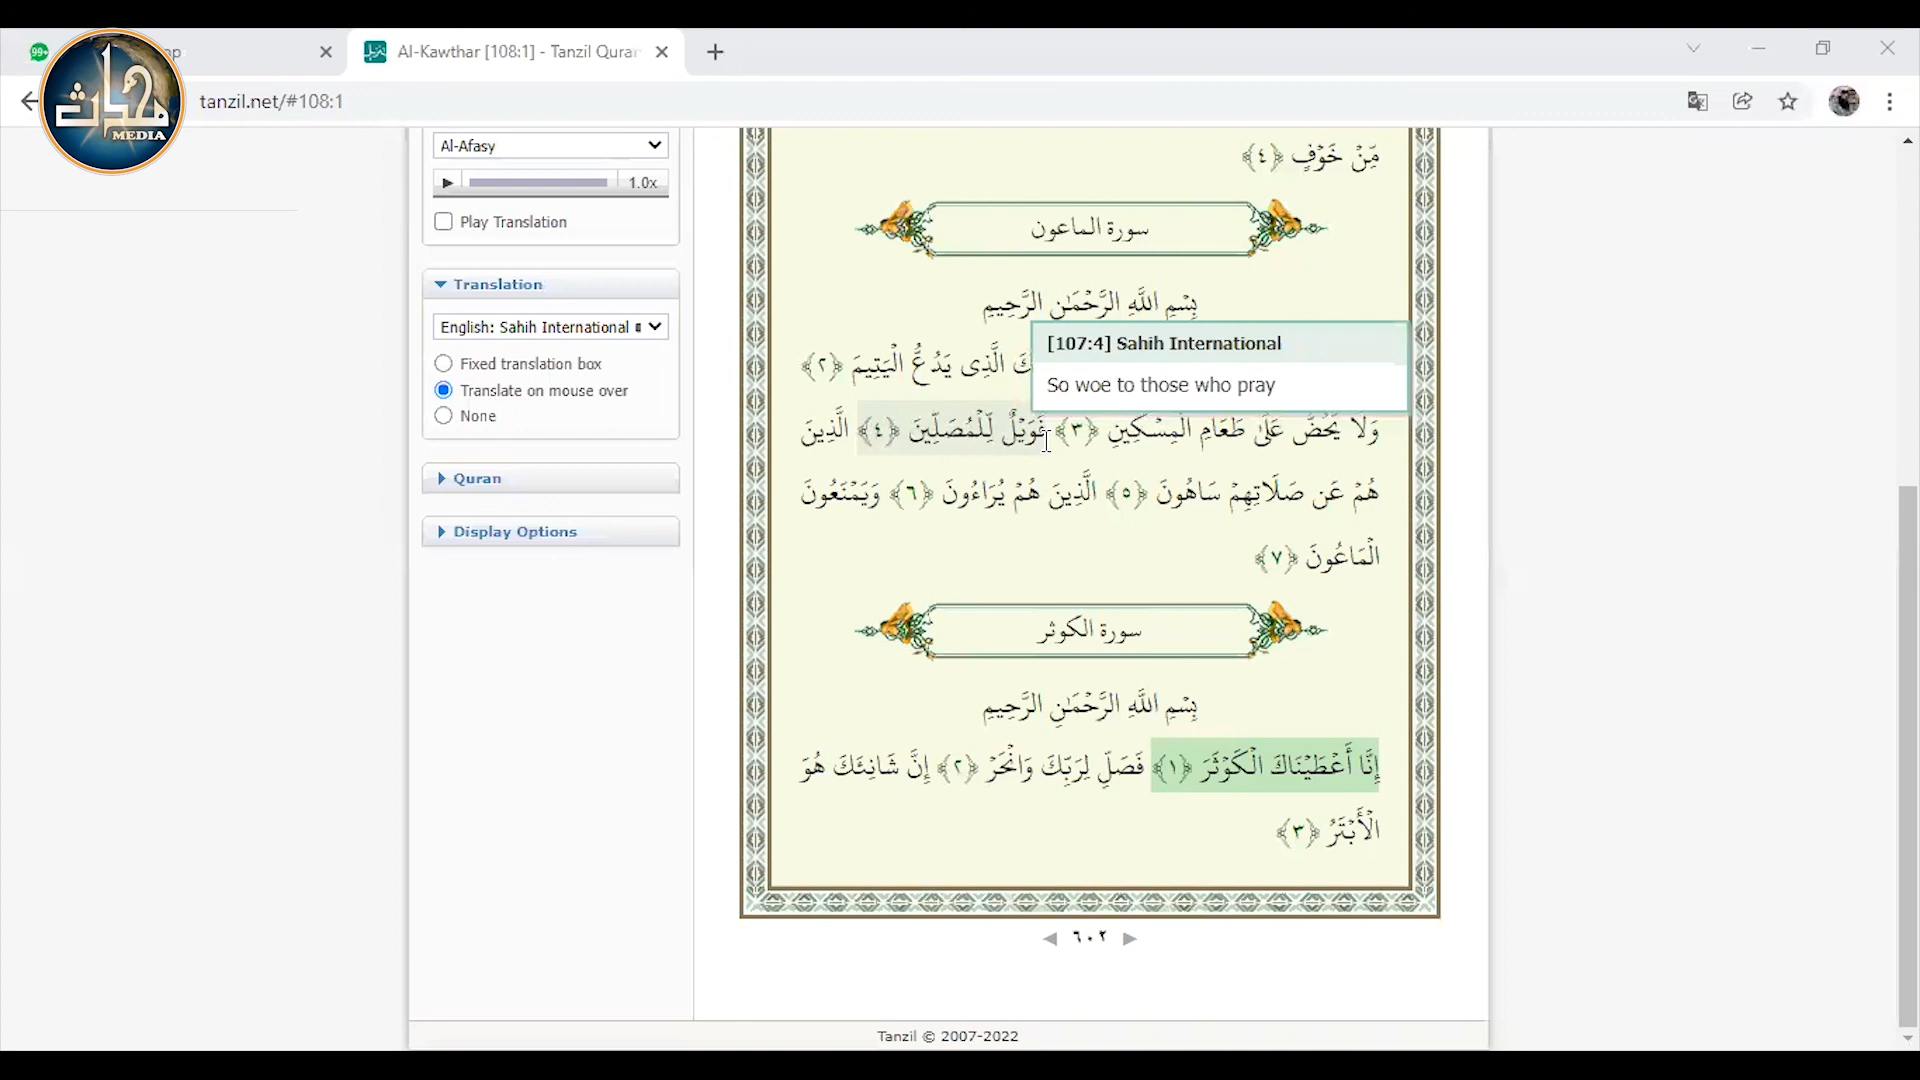 99+
op
Al-Kawthar [108:1] - Tanzil Quran
tanzil.net/#108:1
MEDIA
Al-Afasy
1.0x
Play Translation
Translation
English: Sahih International
Fixed translation box
Translate on mouse over
None
Quran
Display Options
مِّنْ خَوْفٍ ﴿٤﴾
سورة الماعون
بِسْمِ اللَّهِ الرَّحْمَـٰنِ الرَّحِيمِ
[107:4] Sahih International
So woe to those who pray
الَّذِى يَدُعُّ الْيَتِيمَ ﴿٢﴾
وَلَا يَحُضُّ عَلَىٰ طَعَامِ الْمِسْكِينِ ﴿٣﴾ فَوَيْلٌ لِّلْمُصَلِّينَ ﴿٤﴾ الَّذِينَ
هُمْ عَن صَلَاتِهِمْ سَاهُونَ ﴿٥﴾ الَّذِينَ هُمْ يُرَاءُونَ ﴿٦﴾ وَيَمْنَعُونَ
الْمَاعُونَ ﴿٧﴾
سورة الكوثر
بِسْمِ اللَّهِ الرَّحْمَـٰنِ الرَّحِيمِ
إِنَّا أَعْطَيْنَاكَ الْكَوْثَرَ ﴿١﴾ فَصَلِّ لِرَبِّكَ وَانْحَرْ ﴿٢﴾ إِنَّ شَانِئَكَ هُوَ
الْأَبْتَرُ ﴿٣﴾
٦٠٢
Tanzil © 2007-2022